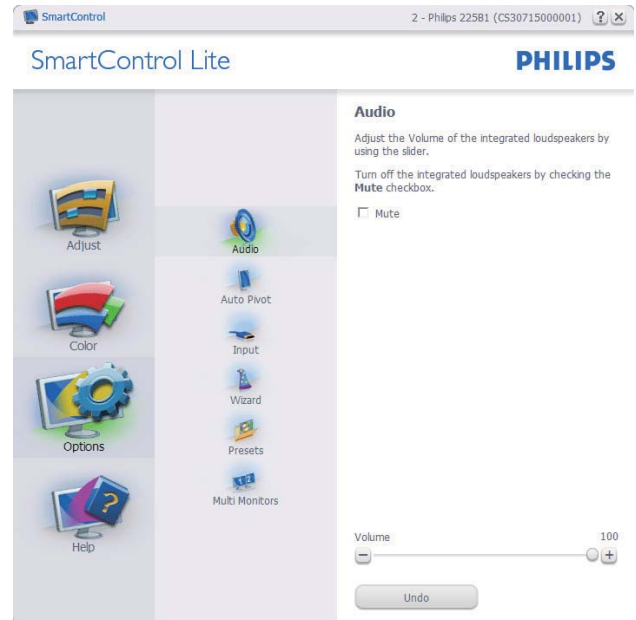 SmartControl
2 - Philips 225B1 (CS30715000001)
?
SmartControl Lite
PHILIPS
Adjust
Color
Options
?
Help
Audio
Auto Pivot
Input
Wizard
Presets
1 2
Multi Monitors
Audio
Adjust the Volume of the integrated loudspeakers by
using the slider.
Turn off the integrated loudspeakers by checking the
Mute checkbox.
Mute
Volume
100
Undo